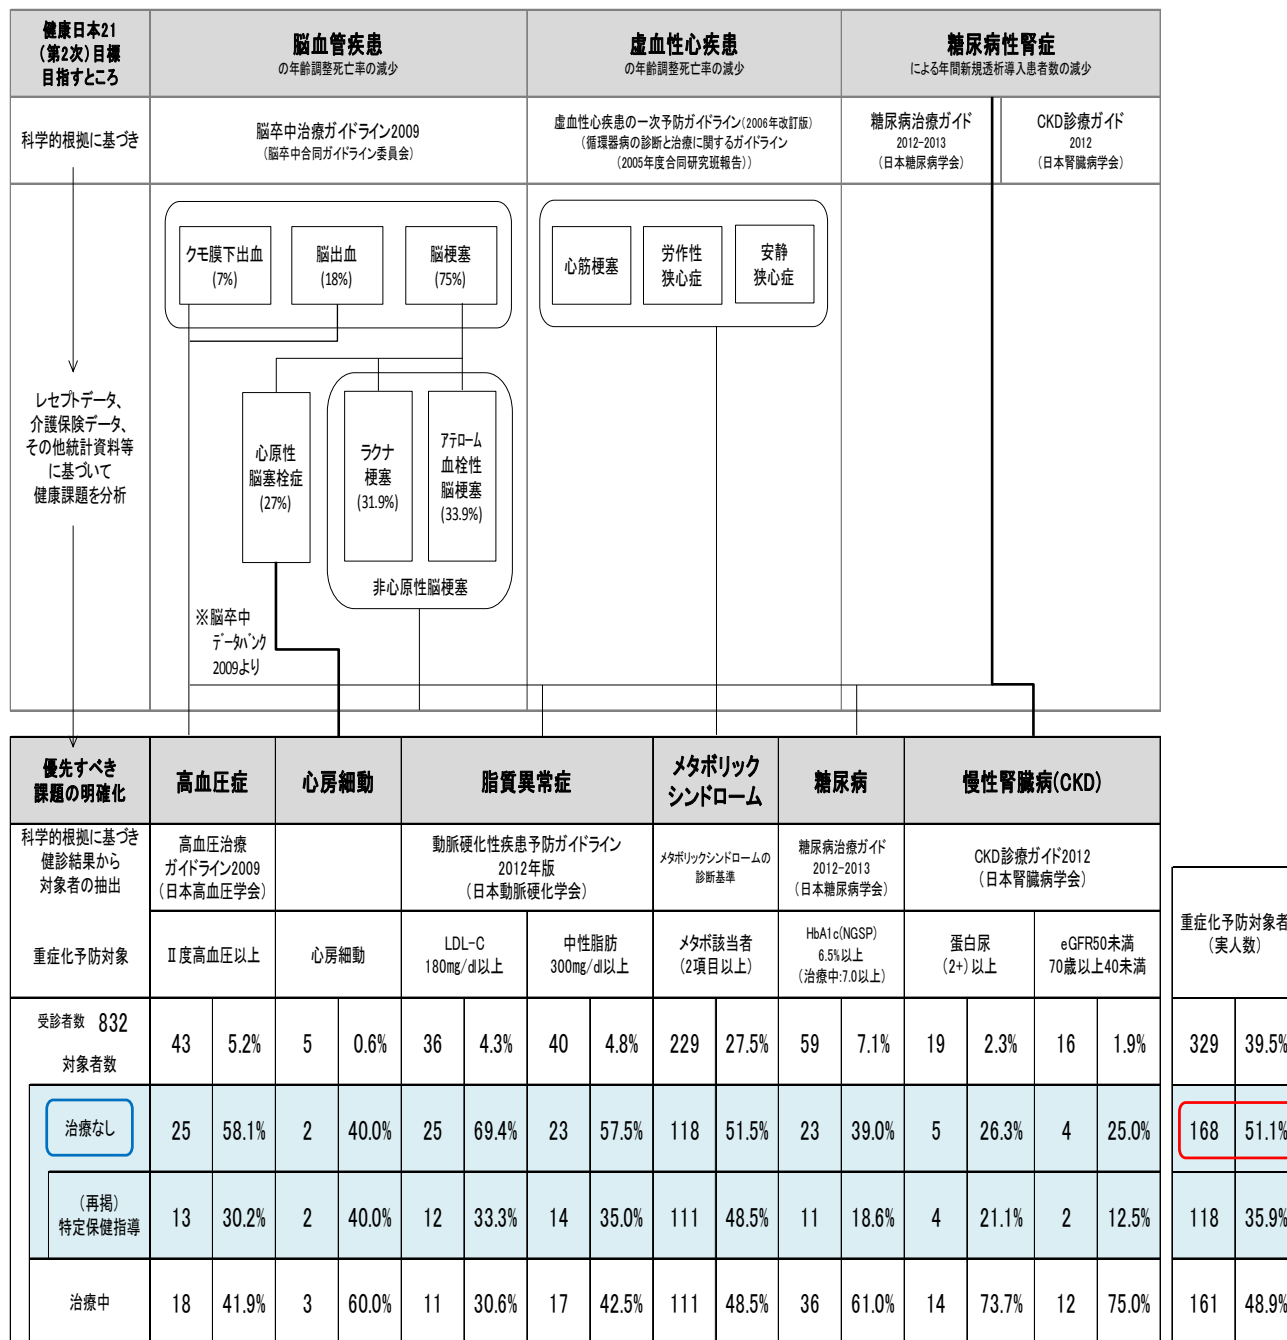 健康日本21
(第2次)目標
目指すところ
脳血管疾患
の年齢調整死亡率の減少
虚血性心疾患
の年齢調整死亡率の減少
糖尿病性腎症
による年間新規透析導入患者数の減少
科学的根拠に基づき
脳卒中治療ガイドライン2009
(脳卒中合同ガイドライン委員会)
虚血性心疾患の一次予防ガイドライン(2006年改訂版)
(循環器病の診断と治療に関するガイドライン
(2005年度合同研究班報告))
糖尿病治療ガイド
2012-2013
(日本糖尿病学会)
CKD診療ガイド
2012
(日本腎臓病学会)
クモ膜下出血
(7%)
脳出血
(18%)
脳梗塞
(75%)
心筋梗塞
労作性
狭心症
安静
狭心症
レセプトデータ、
介護保険データ、
その他統計資料等
に基づいて
健康課題を分析
心原性
脳塞栓症
(27%)
ラクナ
梗塞
(31.9%)
アテローム
血栓性
脳梗塞
(33.9%)
非心原性脳梗塞
※脳卒中
データバンク
2009より
優先すべき
課題の明確化
高血圧症
心房細動
脂質異常症
メタボリック
シンドローム
糖尿病
慢性腎臓病(CKD)
科学的根拠に基づき
健診結果から
対象者の抽出
高血圧治療
ガイドライン2009
(日本高血圧学会)
動脈硬化性疾患予防ガイドライン
2012年版
(日本動脈硬化学会)
メタボリックシンドロームの
診断基準
糖尿病治療ガイド
2012-2013
(日本糖尿病学会)
CKD診療ガイド2012
(日本腎臓病学会)
重症化予防対象者
(実人数)
重症化予防対象
Ⅱ度高血圧以上
心房細動
LDL-C
180mg/dl以上
中性脂肪
300mg/dl以上
メタボ該当者
(2項目以上)
HbA1c(NGSP)
6.5%以上
(治療中:7.0以上)
蛋白尿
(2+)以上
eGFR50未満
70歳以上40未満
受診者数 832
対象者数
43 5.2% 5 0.6% 36 4.3% 40 4.8% 229 27.5% 59 7.1% 19 2.3% 16 1.9% 329 39.5%
治療なし 25 58.1% 2 40.0% 25 69.4% 23 57.5% 118 51.5% 23 39.0% 5 26.3% 4 25.0% 168 51.1%
(再掲)
特定保健指導
13 30.2% 2 40.0% 12 33.3% 14 35.0% 111 48.5% 11 18.6% 4 21.1% 2 12.5% 118 35.9%
治療中 18 41.9% 3 60.0% 11 30.6% 17 42.5% 111 48.5% 36 61.0% 14 73.7% 12 75.0% 161 48.9%